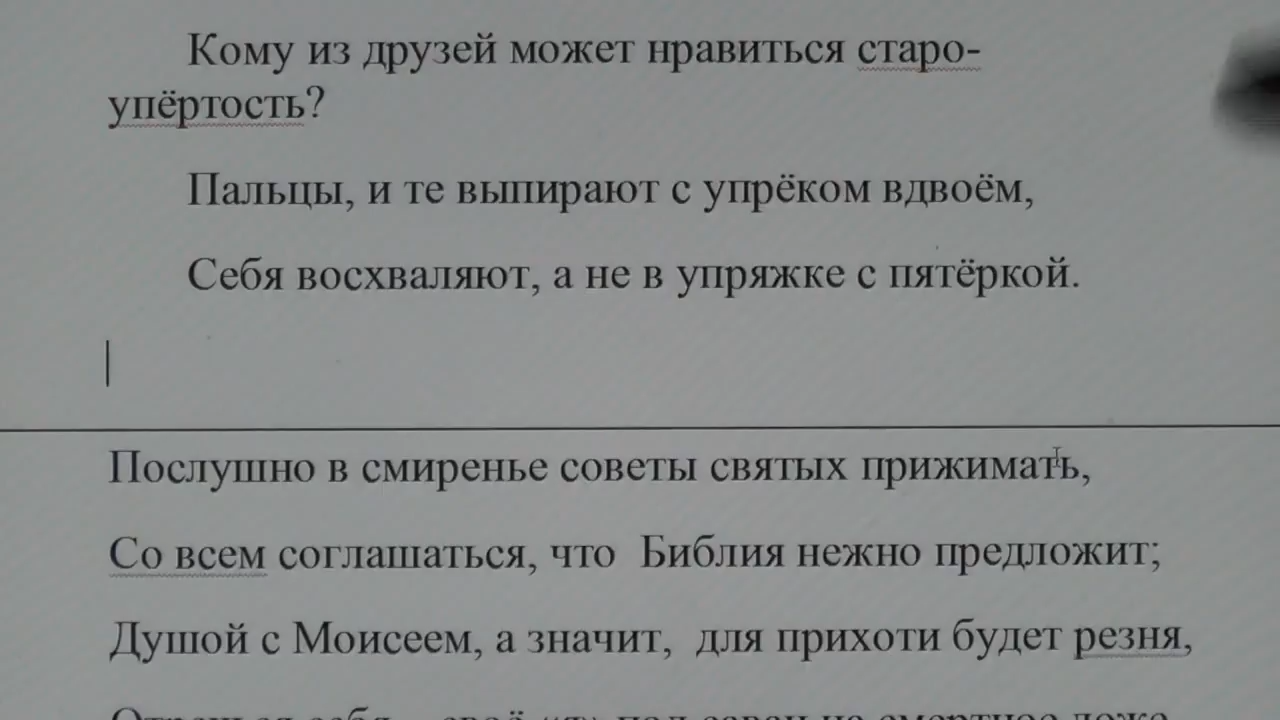 Кому из друзей может нравиться старо-
упёртость?
Пальцы, и те выпирают с упрёком вдвоём,
Себя восхваляют, а не в упряжке с пятёркой.
Послушно в смиренье советы святых прижимать,
Со всем соглашаться, что Библия нежно предложит;
Душой с Моисеем, а значит, для прихоти будет резня,